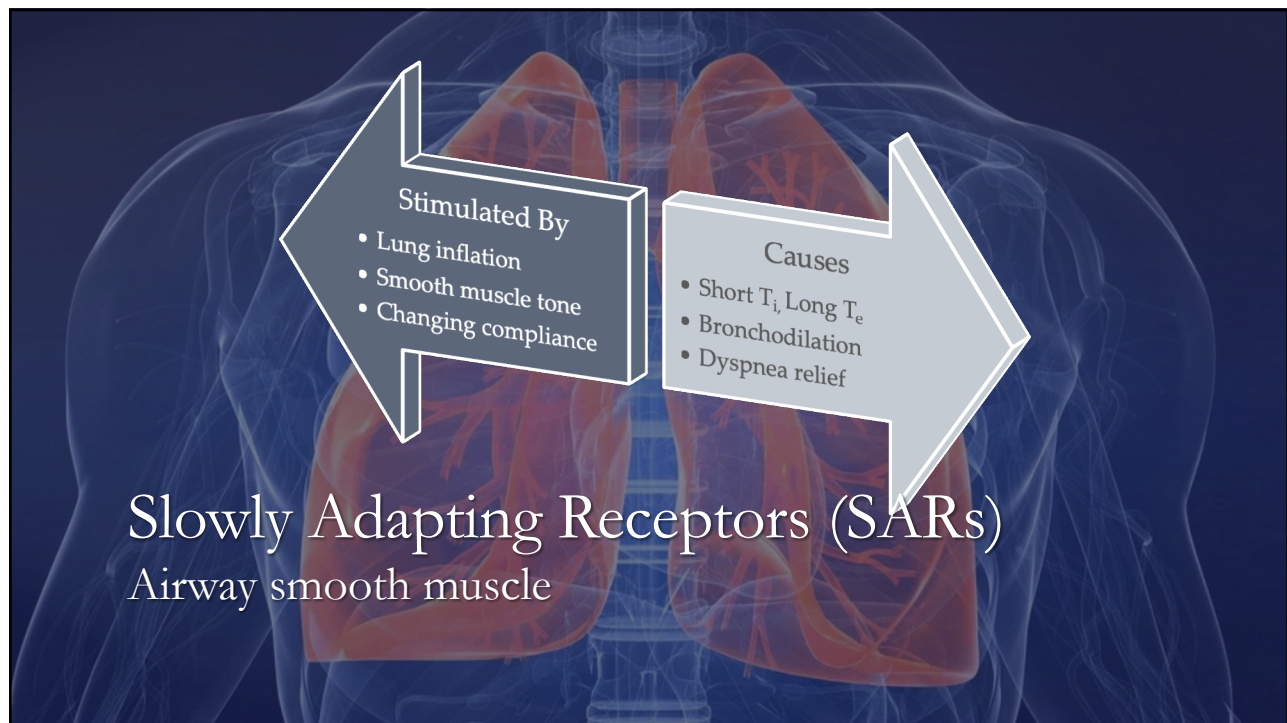 Stimulated By
• Lung inflation
• Smooth muscle tone
• Changing compliance
Causes
• Short Ti, Long Te
• Bronchodilation
• Dyspnea relief
Slowly Adapting Receptors (SARs)
Airway smooth muscle